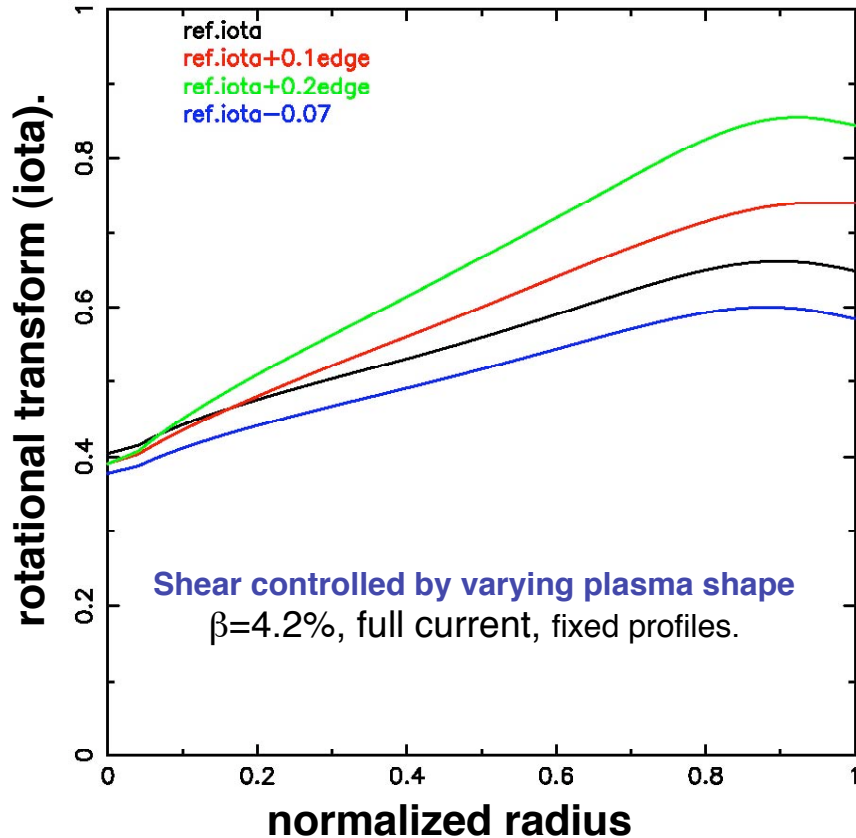 ref.iota
ref.iota+0.1edge
ref.iota+0.2edge
ref.iota−0.07
rotational transform (iota).
1
0.8
0.6
0.4
0.2
0
Shear controlled by varying plasma shape
β=4.2%, full current, fixed profiles.
0 0.2 0.4 0.6 0.8 1
normalized radius